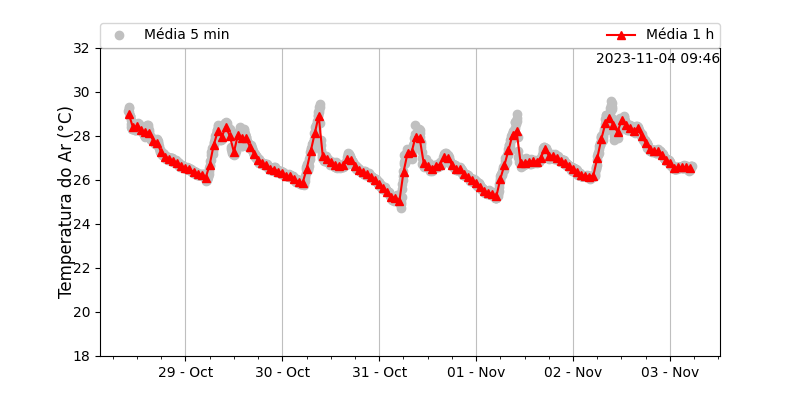 Média 5 min
Média 1 h
2023-11-04 09:46
Temperatura do Ar (°C)
32
30
28
26
24
22
20
18
29 - Oct
30 - Oct
31 - Oct
01 - Nov
02 - Nov
03 - Nov